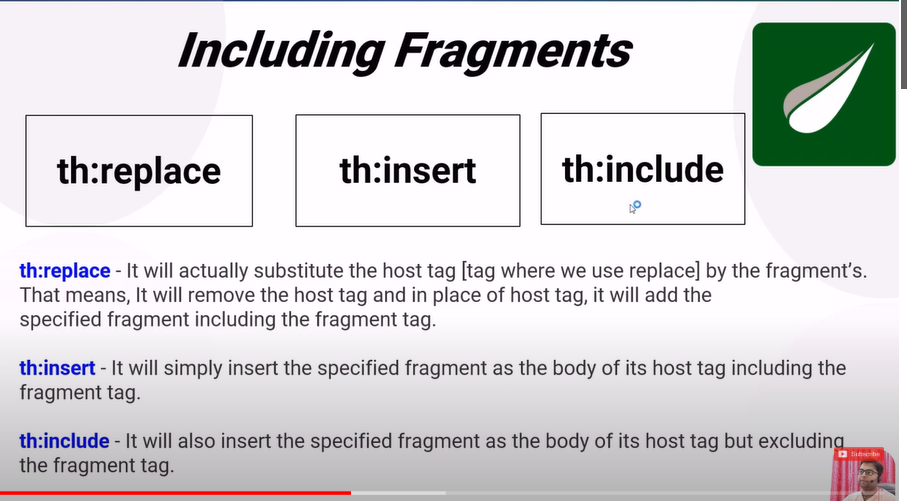 Including Fragments
th:replace
th:insert
th:include
th:replace - It will actually substitute the host tag [tag where we use replace] by the fragment's.
That means, It will remove the host tag and in place of host tag, it will add the
specified fragment including the fragment tag.
th:insert - It will simply insert the specified fragment as the body of its host tag including the
fragment tag.
th:include - It will also insert the specified fragment as the body of its host tag but excluding
the fragment tag.
Subscribe